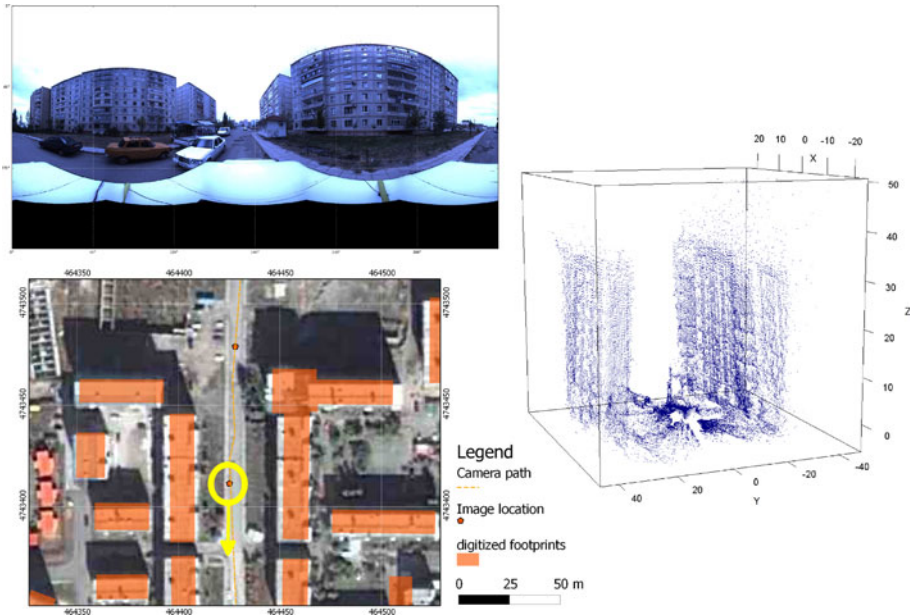 464350 464400 464450 464500
4743500 4743500
4743450 4743450
4743400 4743400
464350 464400 464450 464500
Legend
Camera path
Image location
digitized footprints
0 25 50 m
20 10 0 -10 -20
X
50
40
30
Z
20
10
0
40 20 0 -20 -40
Y